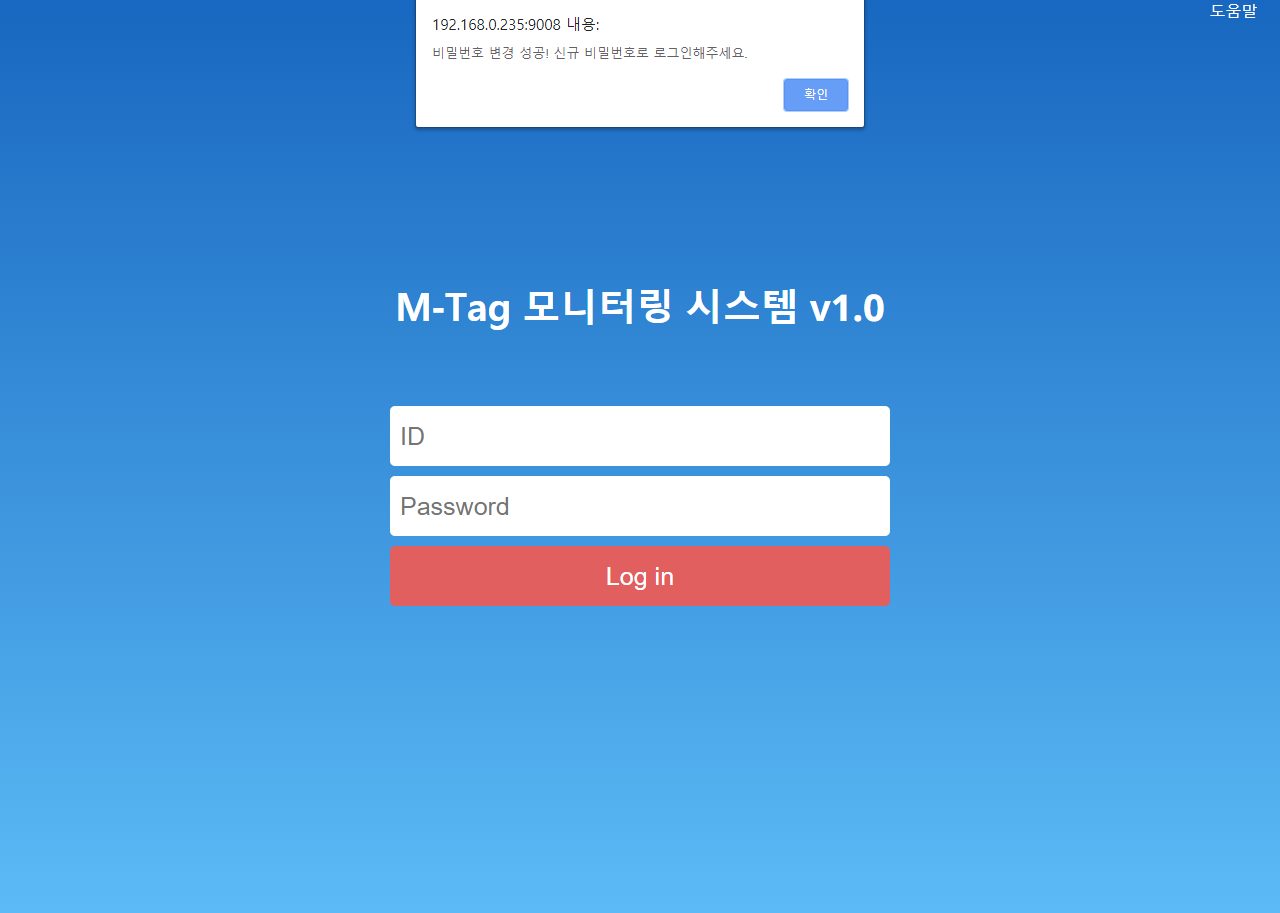 192.168.0.235:9008 내용:
비밀번호 변경 성공! 신규 비밀번호로 로그인해주세요.
확인
도움말
M-Tag 모니터링 시스템 v1.0
ID
Password
Log in